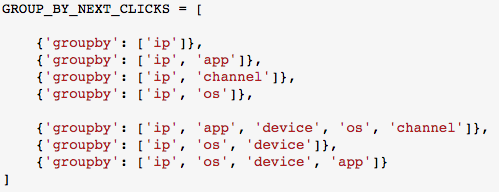 GROUP_BY_NEXT_CLICKS = [
{'groupby': ['ip']},
{'groupby': ['ip', 'app']},
{'groupby': ['ip', 'channel']},
{'groupby': ['ip', 'os']},
{'groupby': ['ip', 'app', 'device', 'os', 'channel']},
{'groupby': ['ip', 'os', 'device']},
{'groupby': ['ip', 'os', 'device', 'app']}
]